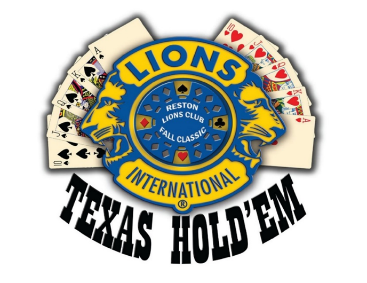 LIONS
RESTON
LIONS CLUB
FALL CLASSIC
INTERNATIONAL
®
TEXAS HOLD'EM